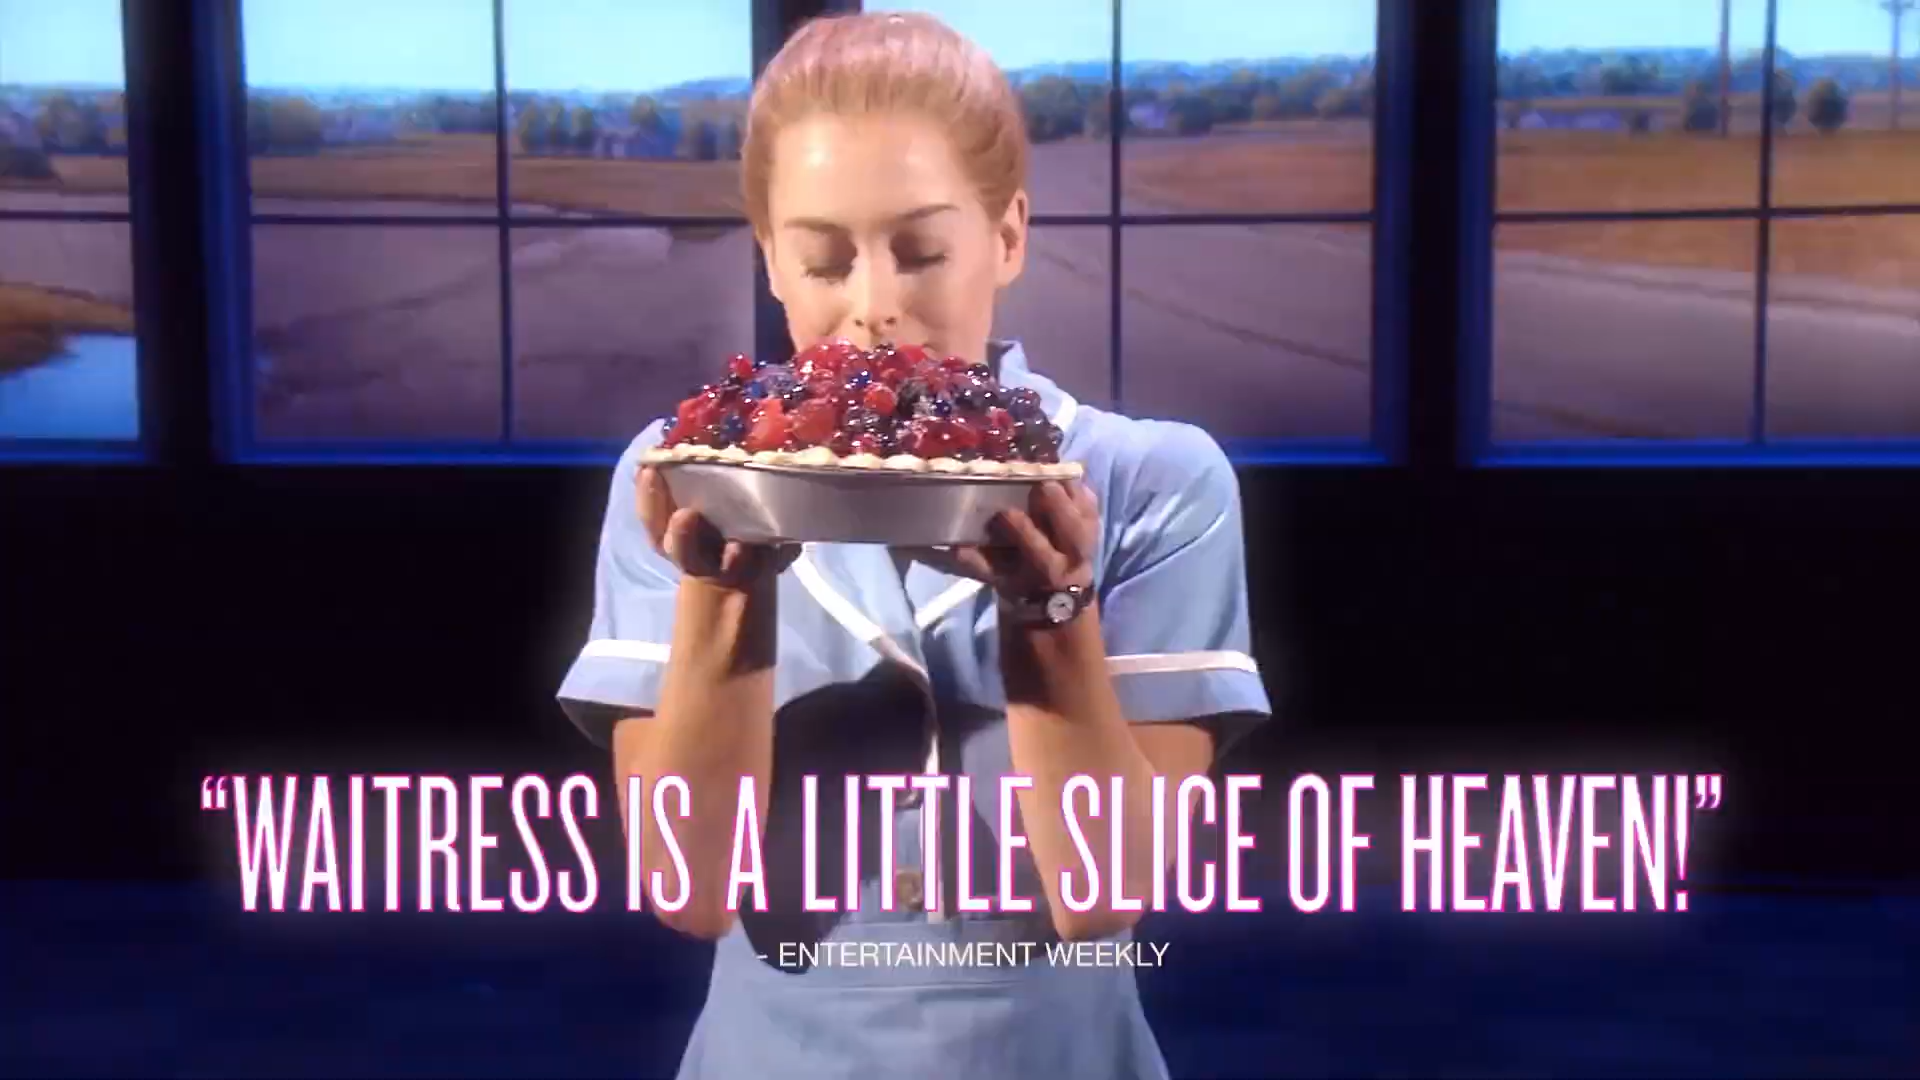 “WAITRESS IS A LITTLE SLICE OF HEAVEN!”
- ENTERTAINMENT WEEKLY